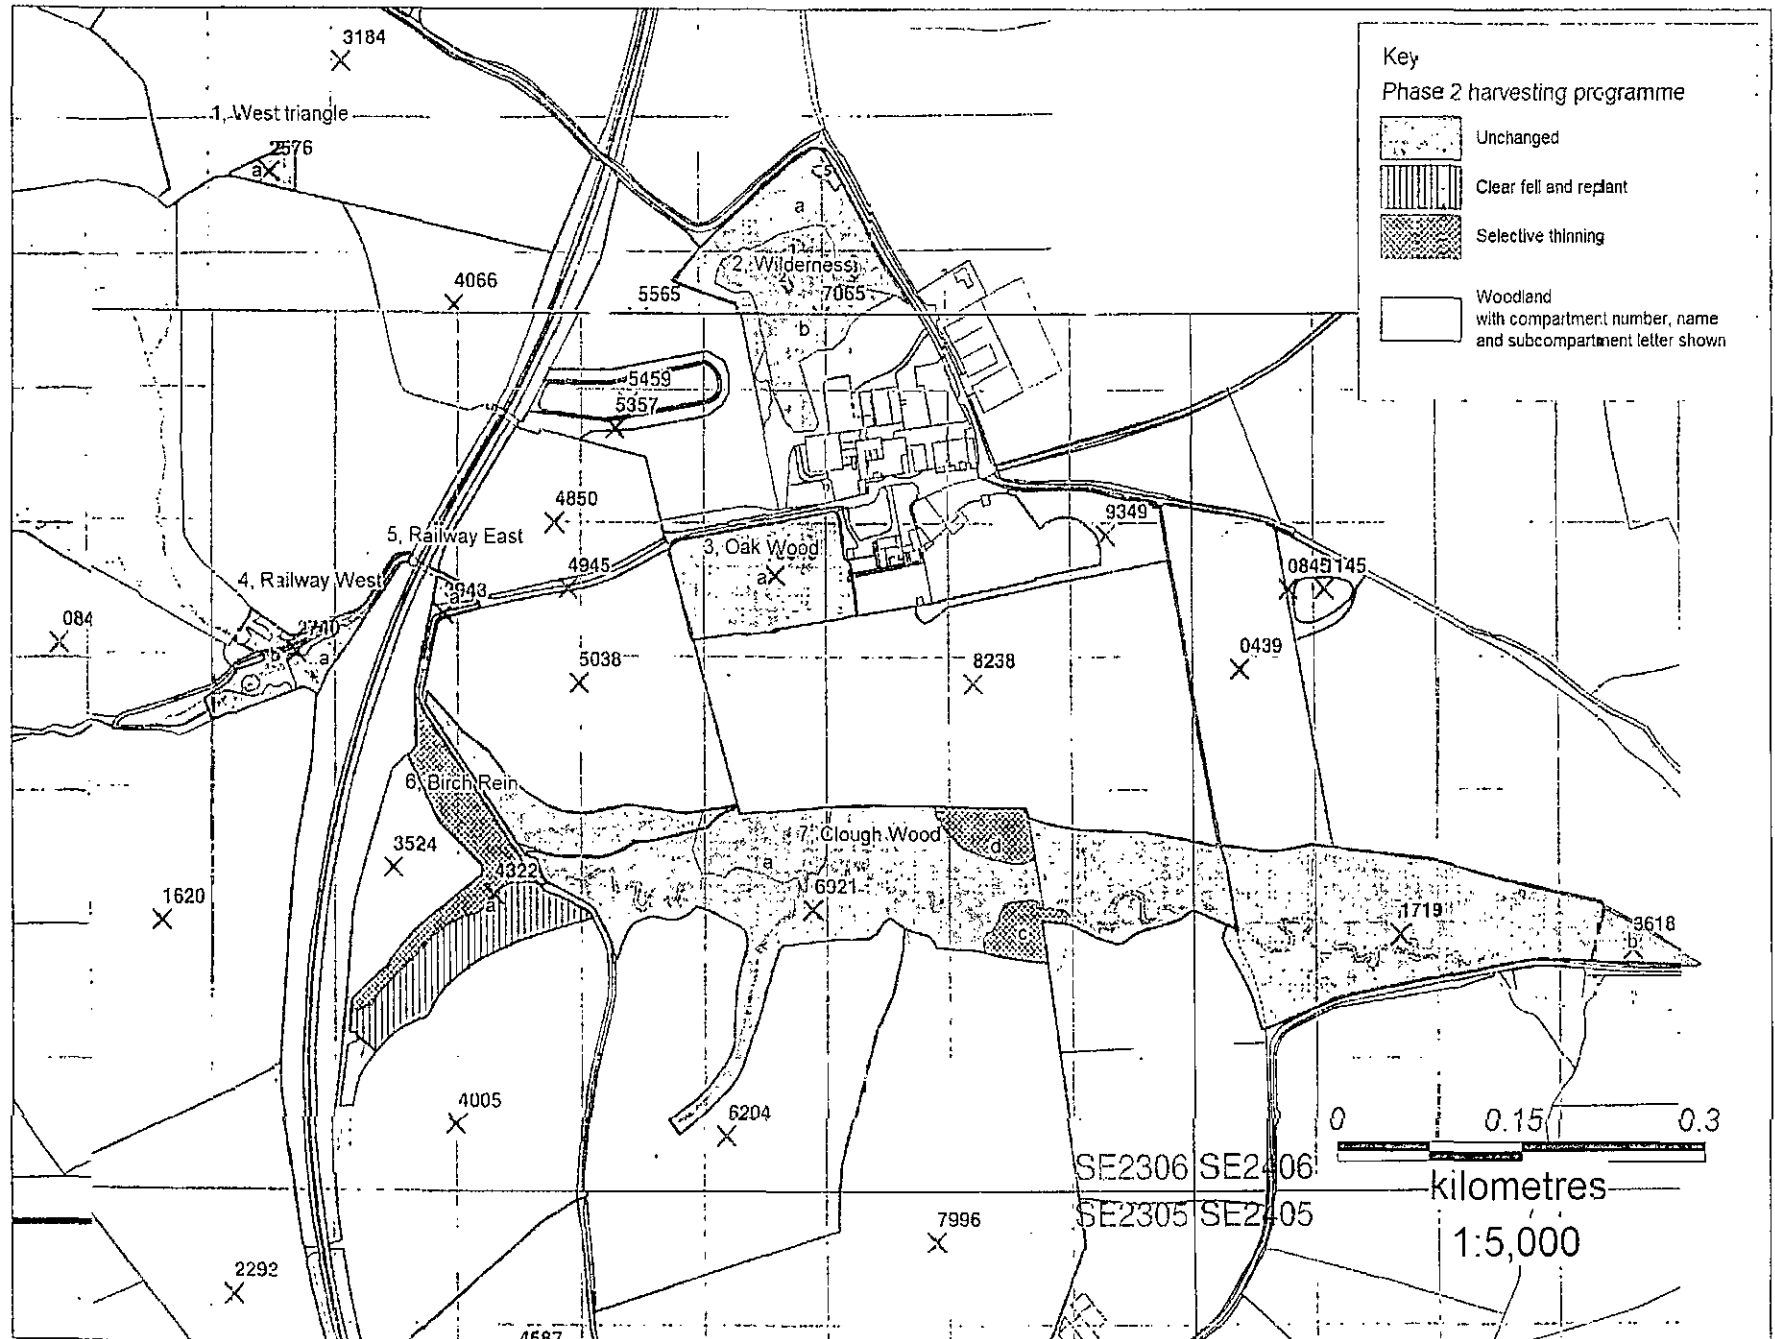 3184
1, West triangle
2576
a
4066
5565
a
2, Wilderness
7065
b
5459
5357
4850
5, Railway East
4, Railway West
3, Oak Wood
a
4945
a
084
a
b
9349
0845
1145
0439
5038
8238
6, Birch Rein
7, Clough Wood
d
a
3524
4322
a
6921
c
1620
1719
3618
b
4005
6204
7996
2292
4587
SE2306 SE2406
SE2305 SE2405
0 0.15 0.3
kilometres
1:5,000
Key
Phase 2 harvesting programme
Unchanged
Clear fell and replant
Selective thinning
Woodland
with compartment number, name
and subcompartment letter shown